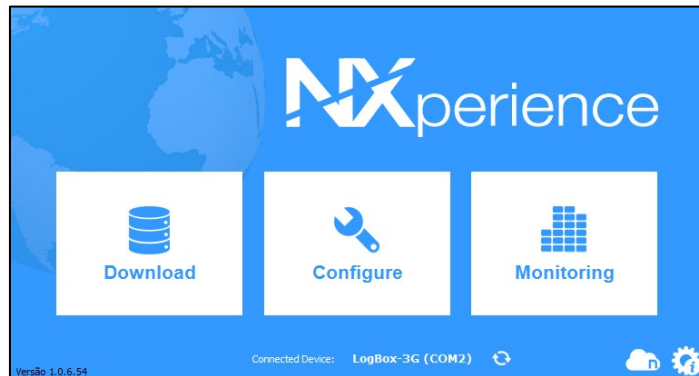 NXperience
Download
Configure
Monitoring
Connected Device: LogBox-3G (COM2)
n
Versão 1.0.6.54